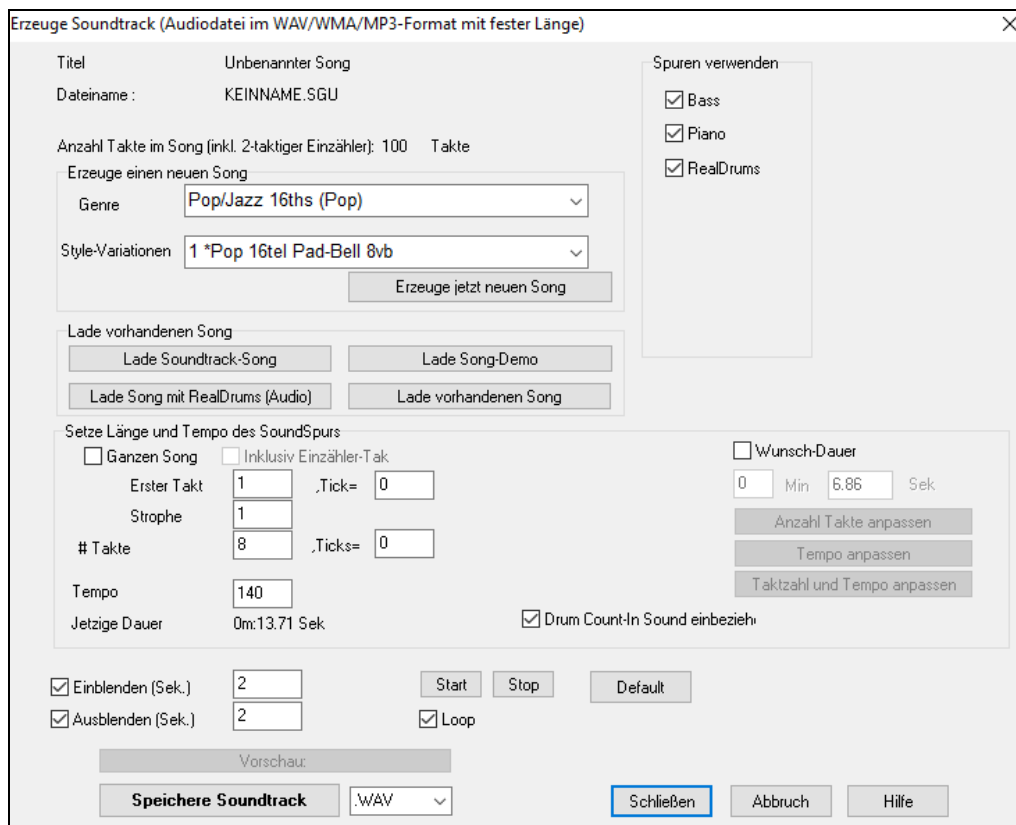 Erzeuge Soundtrack (Audiodatei im WAV/WMA/MP3-Format mit fester Länge)
Titel Unbenannter Song
Dateiname : KEINNAME.SGU
Anzahl Takte im Song (inkl. 2-taktiger Einzähler): 100 Takte
Spuren verwenden
Bass
Piano
RealDrums
Erzeuge einen neuen Song
Genre Pop/Jazz 16ths (Pop)
Style-Variationen 1 *Pop 16tel Pad-Bell 8vb
Erzeuge jetzt neuen Song
Lade vorhandenen Song
Lade Soundtrack-Song Lade Song-Demo
Lade Song mit RealDrums (Audio) Lade vorhandenen Song
Setze Länge und Tempo des SoundSpurs
Ganzen Song Inklusiv Einzähler-Tak
Erster Takt 1 ,Tick= 0
Strophe 1
# Takte 8 ,Ticks= 0
Tempo 140
Jetzige Dauer 0m:13.71 Sek
Wunsch-Dauer
0 Min 6.86 Sek
Anzahl Takte anpassen
Tempo anpassen
Taktzahl und Tempo anpassen
Drum Count-In Sound einbezieh
Einblenden (Sek.) 2 Start Stop Default
Ausblenden (Sek.) 2 Loop
Vorschau:
Speichere Soundtrack .WAV Schließen Abbruch Hilfe